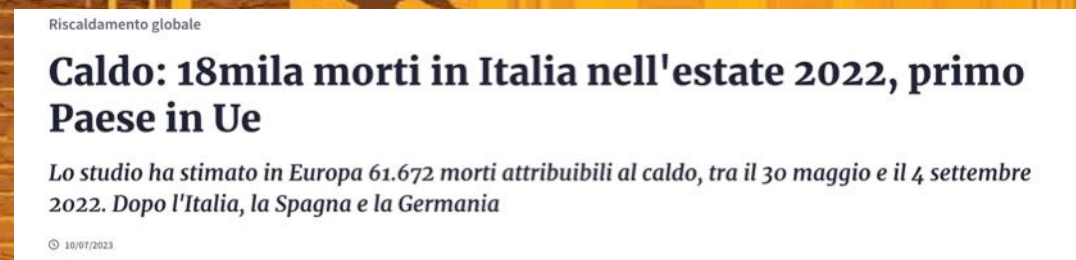 Riscaldamento globale
Caldo: 18mila morti in Italia nell'estate 2022, primo
Paese in Ue
Lo studio ha stimato in Europa 61.672 morti attribuibili al caldo, tra il 30 maggio e il 4 settembre
2022. Dopo l'Italia, la Spagna e la Germania
10/07/2023